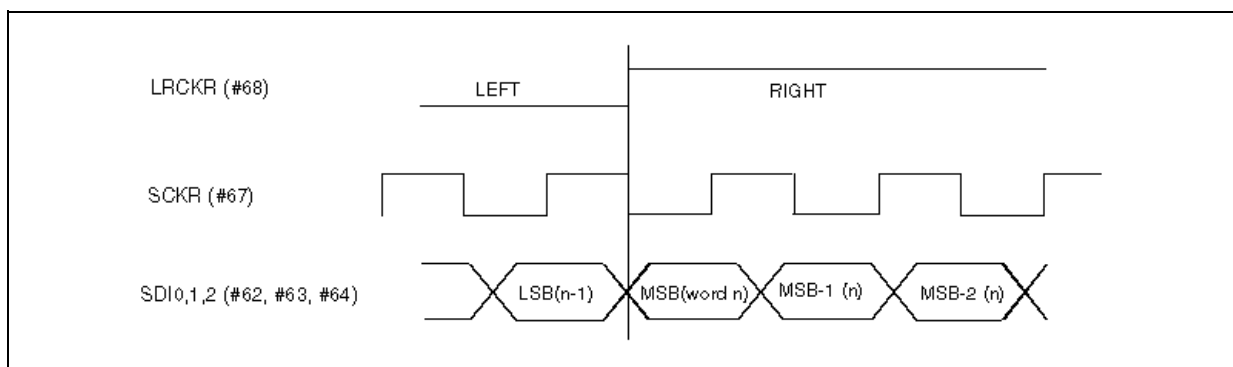 LRCKR (#68)
LEFT
RIGHT
SCKR (#67)
SDI0,1,2 (#62, #63, #64)
LSB(n-1)
MSB(word n)
MSB-1 (n)
MSB-2 (n)